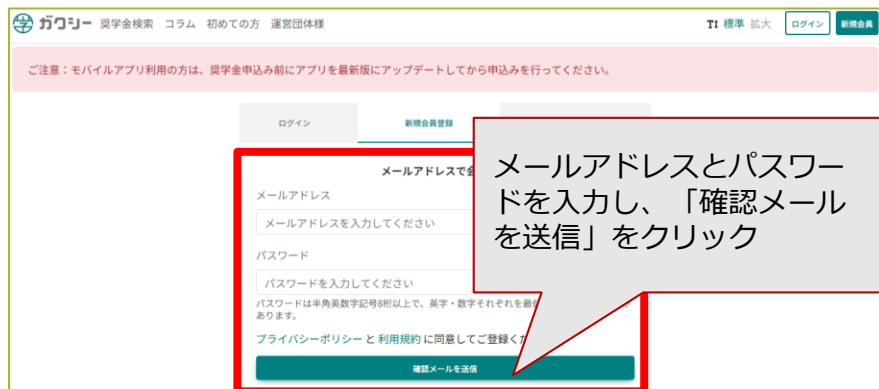 ガクシー 奨学金検索 コラム 初めての方 運営団体様 TI 標準 拡大 ログイン 新規会員
ご注意：モバイルアプリ利用の方は、奨学金申込み前にアプリを最新版にアップデートしてから申込みを行ってください。
ログイン 新規会員登録
メールアドレスで
メールアドレス
メールアドレスを入力してください
パスワード
パスワードを入力してください
パスワードは半角英数字記号8桁以上で、英字・数字それぞれを最
あります。
プライバシーポリシー と 利用規約 に同意してご登録く
確認メールを送信
メールアドレスとパスワー
ドを入力し、「確認メール
を送信」をクリック